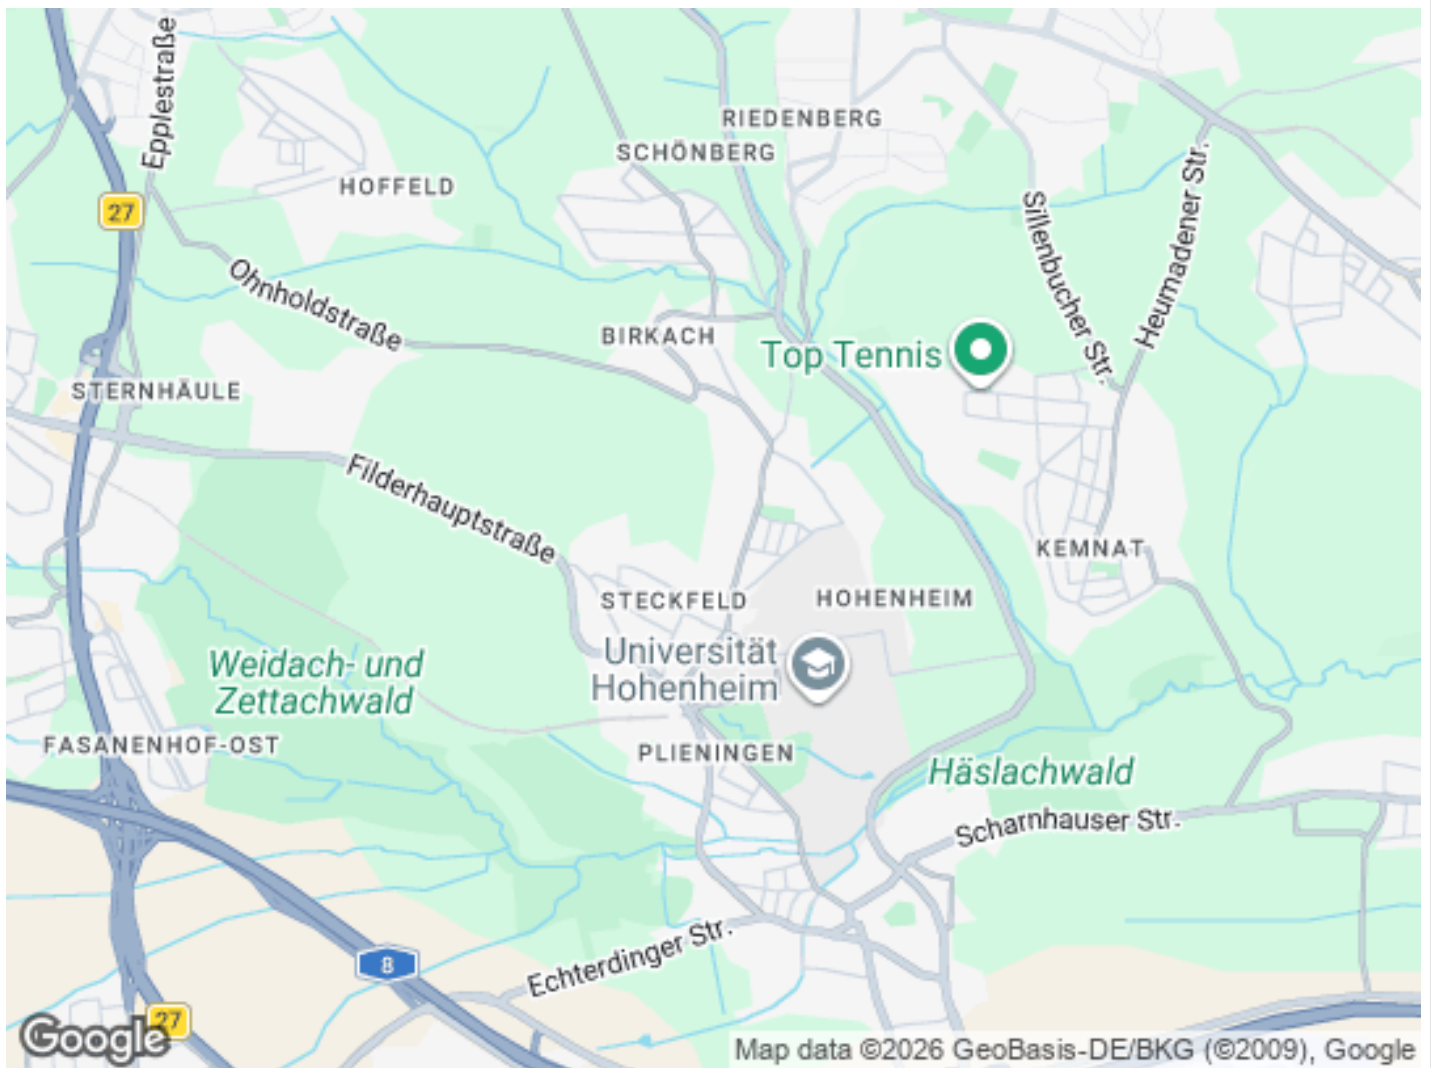 Epplestraße
RIEDENBERG
SCHÖNBERG
HOFFELD
27
Sillenbucher Str.
Heumadener Str.
Ohnholdstraße
BIRKACH
Top Tennis
STERNHÄULE
Filderhauptstraße
KEMNAT
STECKFELD
HOHENHEIM
Universität
Hohenheim
Weidach- und
Zettachwald
FASANENHOF-OST
PLIENINGEN
Häslachwald
Scharnhauser Str.
Echterdinger Str.
8
27
Google
Map data ©2026 GeoBasis-DE/BKG (©2009), Google